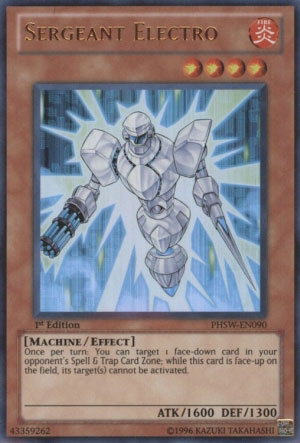 SERGEANT ELECTRO
FIRE
炎
1st Edition
PHSW-EN090
[MACHINE / EFFECT]
Once per turn: You can target 1 face-down card in your
opponent's Spell & Trap Card Zone; while this card is face-up on
the field, its target(s) cannot be activated.
ATK/1600 DEF/1300
43359262
©1996 KAZUKI TAKAHASHI